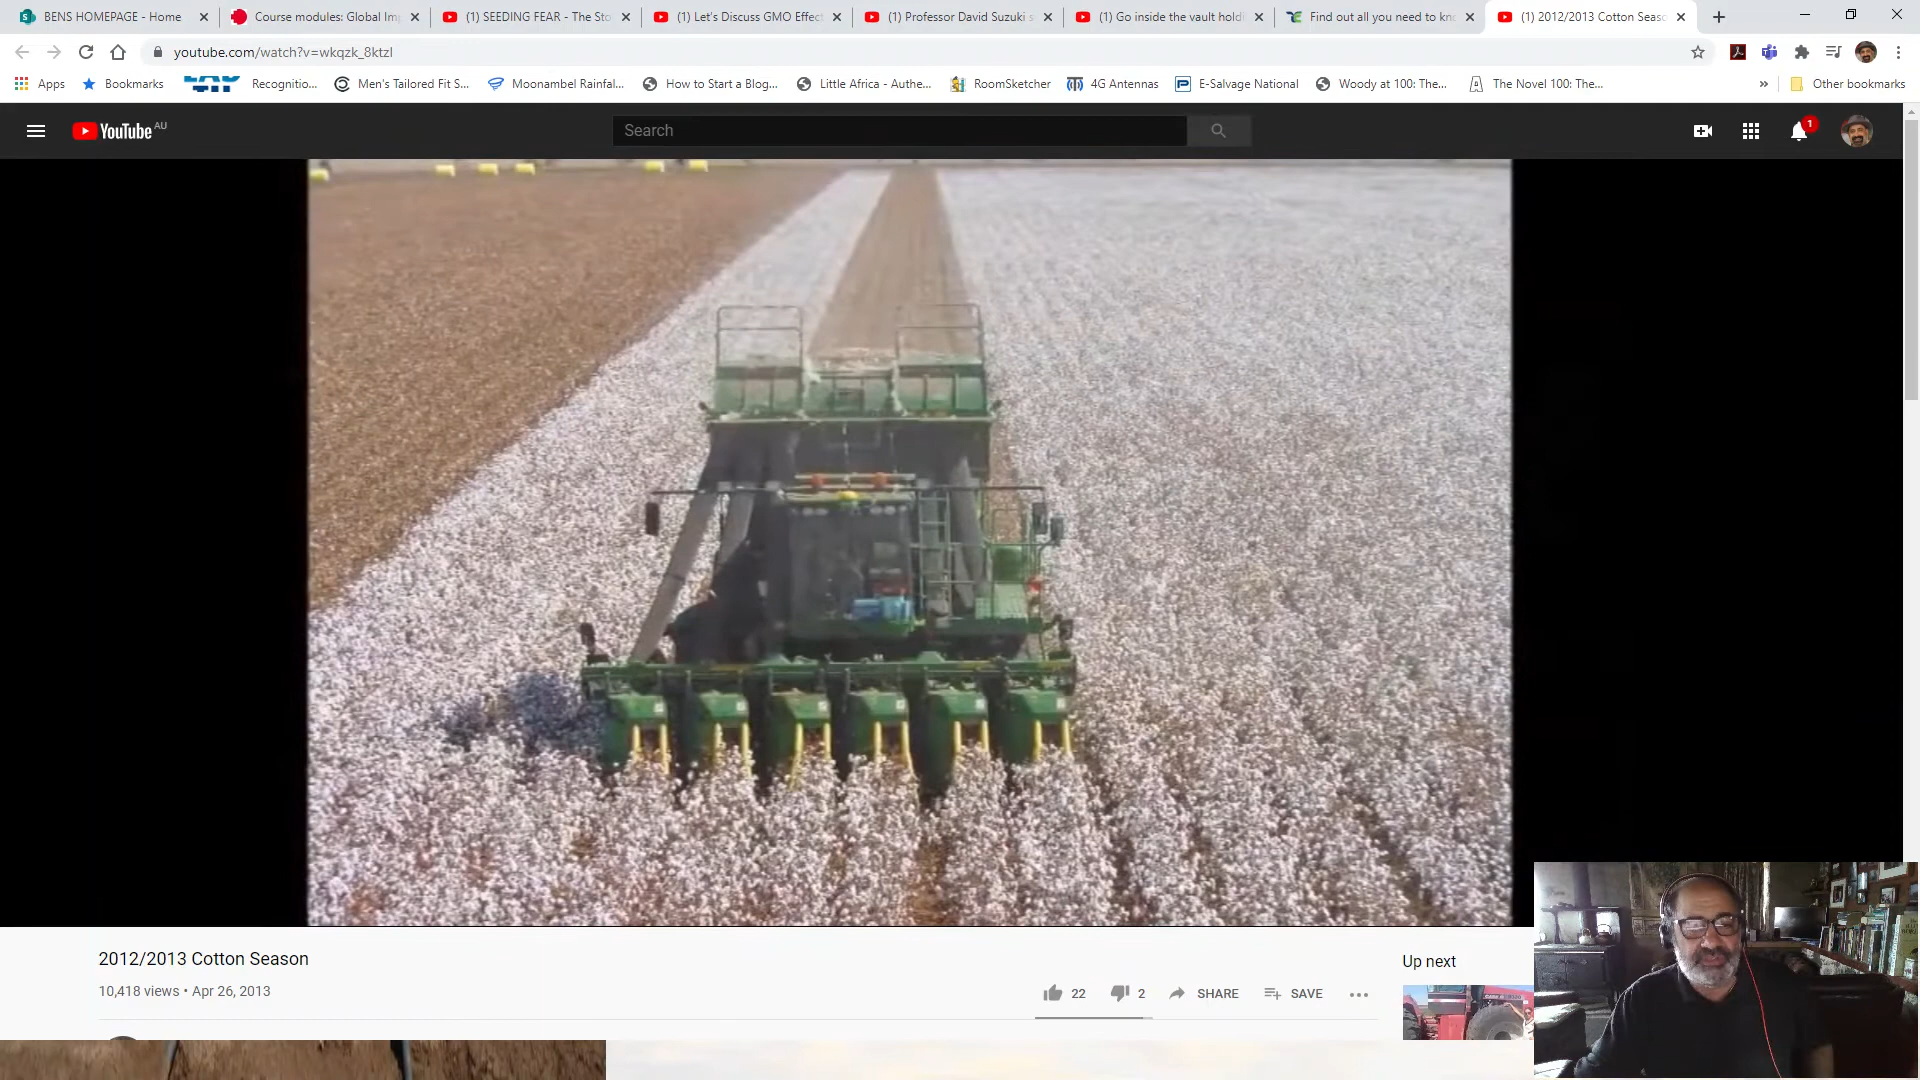 BENS HOMEPAGE - Home
Course modules: Global Im
(1) SEEDING FEAR - The Sto
(1) Let's Discuss GMO Effec
(1) Professor David Suzuki s
(1) Go inside the vault holdi
Find out all you need to kn
(1) 2012/2013 Cotton Seas
youtube.com/watch?v=wkqzk_8ktzI
Apps
Bookmarks
Recognitio...
Men's Tailored Fit S...
Moonambel Rainfal...
How to Start a Blog...
Little Africa - Authe...
RoomSketcher
4G Antennas
E-Salvage National
Woody at 100: The...
The Novel 100: The...
»
Other bookmarks
YouTube AU
Search
1
2012/2013 Cotton Season
10,418 views • Apr 26, 2013
22
2
SHARE
SAVE
Up next